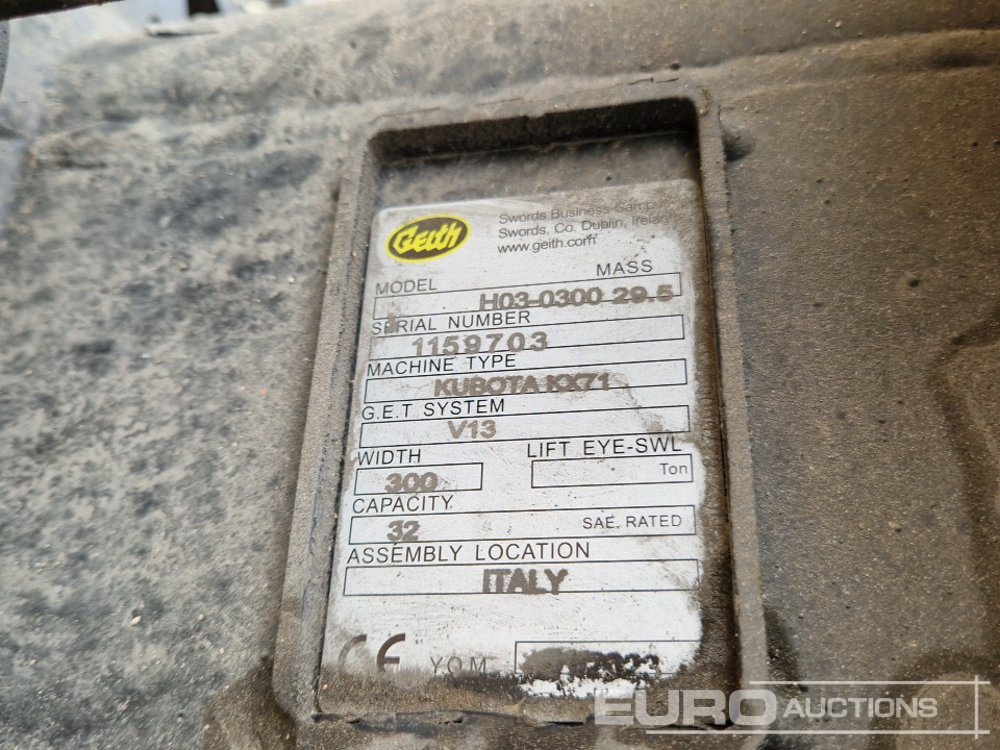 Geith
Swords Business
Swords, Co. Dublin, Ireland
www.geith.com
MODEL MASS
H03-0300 29.5
SERIAL NUMBER
1159703
MACHINE TYPE
KUBOTA KX71
G.E.T SYSTEM
V13
WIDTH LIFT EYE-SWL
300 Ton
CAPACITY
32 SAE. RATED
ASSEMBLY LOCATION
ITALY
CE Y.O.M
EURO AUCTIONS